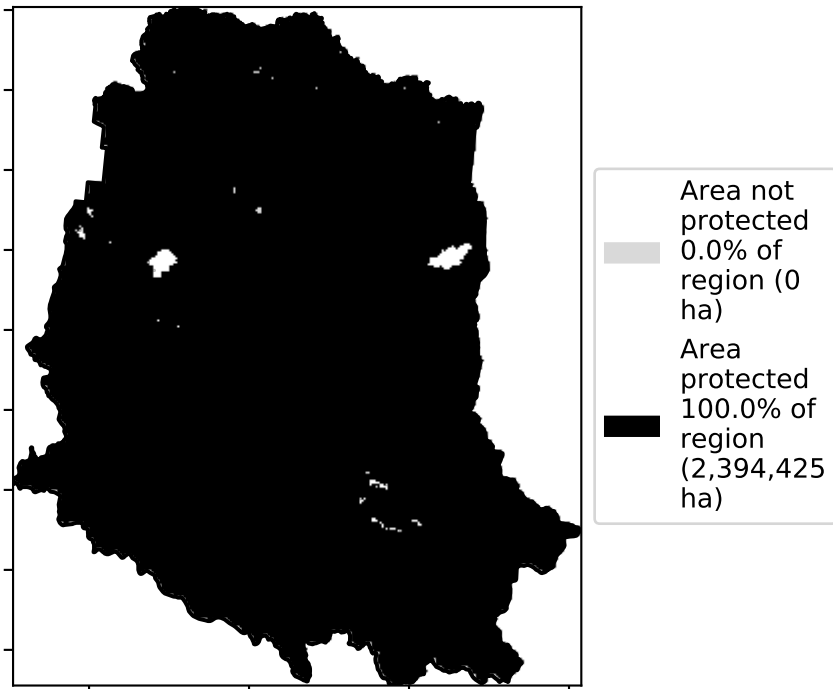 Area not
protected
0.0% of
region (0
ha)
Area
protected
100.0% of
region
(2,394,425
ha)